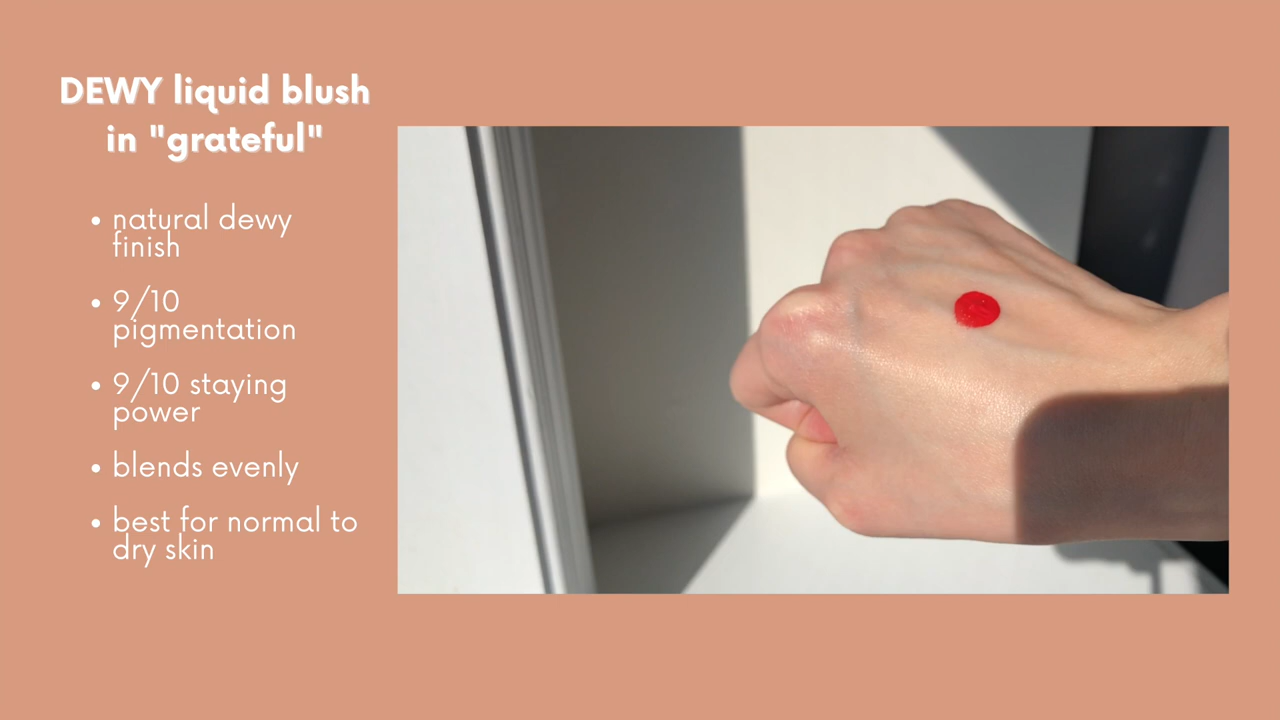 DEWY liquid blush
in "grateful"
• natural dewy
finish
• 9/10
pigmentation
• 9/10 staying
power
• blends evenly
• best for normal to
dry skin